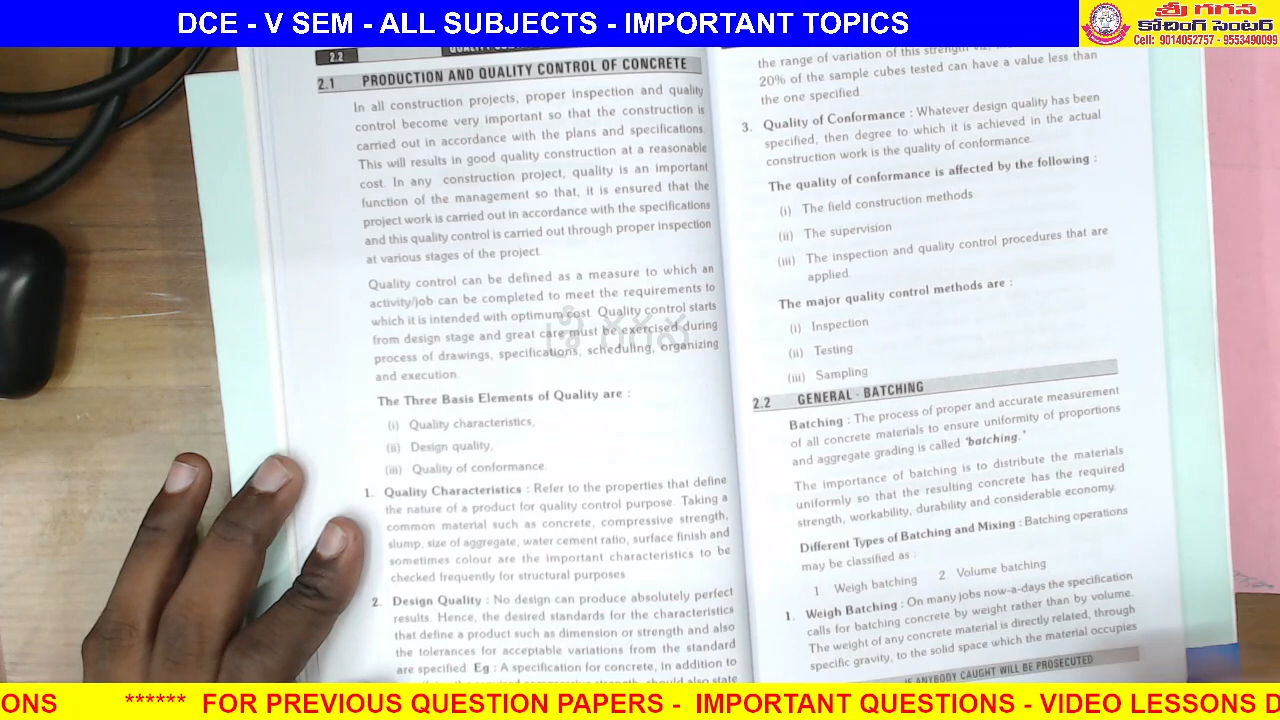 DCE - V SEM - ALL SUBJECTS - IMPORTANT TOPICS
శ్రీ గగన
కోచింగ్ సెంటర్
Cell: 9014052757 - 9553490099
2.2
2.1 PRODUCTION AND QUALITY CONTROL OF CONCRETE
In all construction projects, proper inspection and quality
control become very important so that the construction is
carried out in accordance with the plans and specifications.
This will results in good quality construction at a reasonable
cost. In any construction project, quality is an important
function of the management so that, it is ensured that the
project work is carried out in accordance with the specifications
and this quality control is carried out through proper inspection
at various stages of the project.
Quality control can be defined as a measure to which an
activity/job can be completed to meet the requirements to
which it is intended with optimum cost. Quality control starts
from design stage and great care must be exercised during
process of drawings, specifications, scheduling, organizing
and execution.
శ్రీ గగన
The Three Basis Elements of Quality are :
(i) Quality characteristics,
(ii) Design quality,
(iii) Quality of conformance.
1. Quality Characteristics : Refer to the properties that define
the nature of a product for quality control purpose. Taking a
common material such as concrete, compressive strength,
slump, size of aggregate, water cement ratio, surface finish and
sometimes colour are the important characteristics to be
checked frequently for structural purposes
2. Design Quality : No design can produce absolutely perfect
results. Hence, the desired standards for the characteristics
that define a product such as dimension or strength and also
the tolerances for acceptable variations from the standard
are specified. Eg : A specification for concrete, in addition to
the range of variation of this strength
20% of the sample cubes tested can have a value less than
the one specified.
3. Quality of Conformance : Whatever design quality has been
specified, then degree to which it is achieved in the actual
construction work is the quality of conformance.
The quality of conformance is affected by the following :
(i) The field construction methods
(ii) The supervision
(iii) The inspection and quality control procedures that are
applied.
The major quality control methods are :
(i) Inspection
(ii) Testing
(iii) Sampling.
2.2 GENERAL - BATCHING
Batching : The process of proper and accurate measurement
of all concrete materials to ensure uniformity of proportions
and aggregate grading is called 'batching.'
The importance of batching is to distribute the materials
uniformly so that the resulting concrete has the required
strength, workability, durability and considerable economy.
Different Types of Batching and Mixing : Batching operations
may be classified as :
1. Weigh batching 2. Volume batching
1. Weigh Batching : On many jobs now-a-days the specification
calls for batching concrete by weight rather than by volume.
The weight of any concrete material is directly related, through
specific gravity, to the solid space which the material occupies
IF ANYBODY CAUGHT WILL BE PROSECUTED
ONS ****** FOR PREVIOUS QUESTION PAPERS - IMPORTANT QUESTIONS - VIDEO LESSONS D